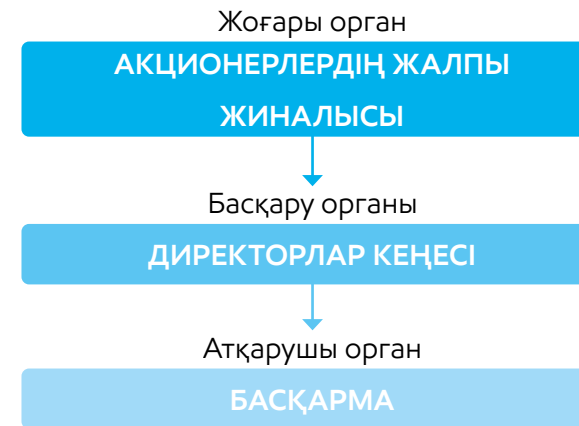 Жоғары орган
АКЦИОНЕРЛЕРДІҢ ЖАЛПЫ
ЖИНАЛЫСЫ
Басқару органы
ДИРЕКТОРЛАР КЕҢЕСІ
Атқарушы орган
БАСҚАРМА